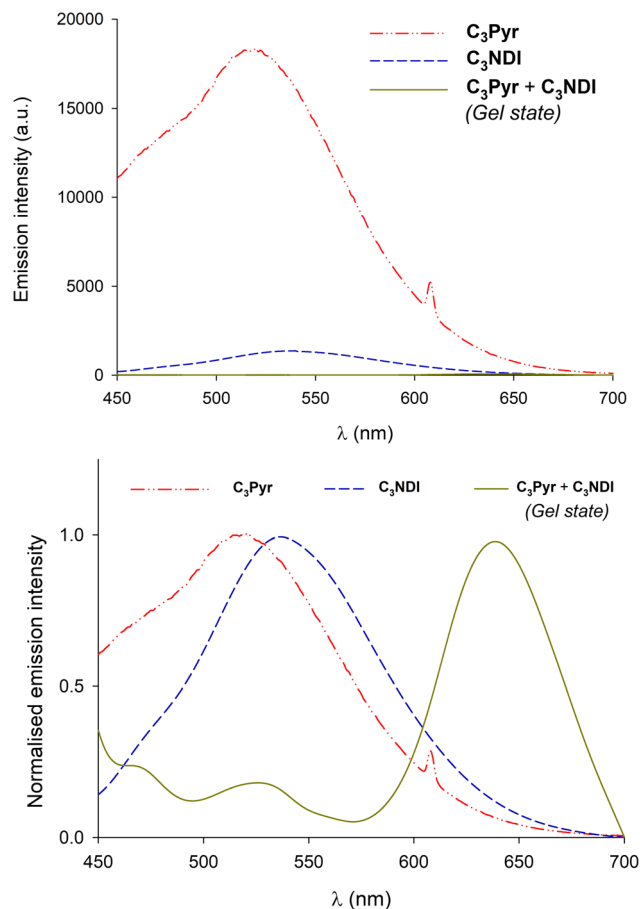 C₃Pyr
C₃NDI
C₃Pyr + C₃NDI
(Gel state)
Emission intensity (a.u.)
20000
15000
10000
5000
0
450 500 550 600 650 700
λ (nm)
C₃Pyr C₃NDI C₃Pyr + C₃NDI
(Gel state)
Normalised emission intensity
1.0
0.5
0.0
450 500 550 600 650 700
λ (nm)